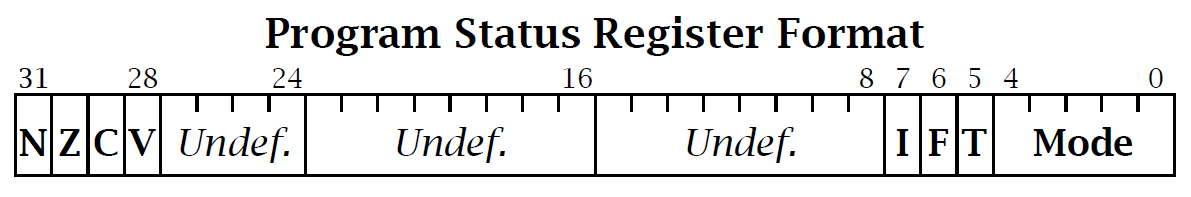 Program Status Register Format
31 28 24 16 8 7 6 5 4 0
N Z C V Undef. Undef. Undef. I F T Mode